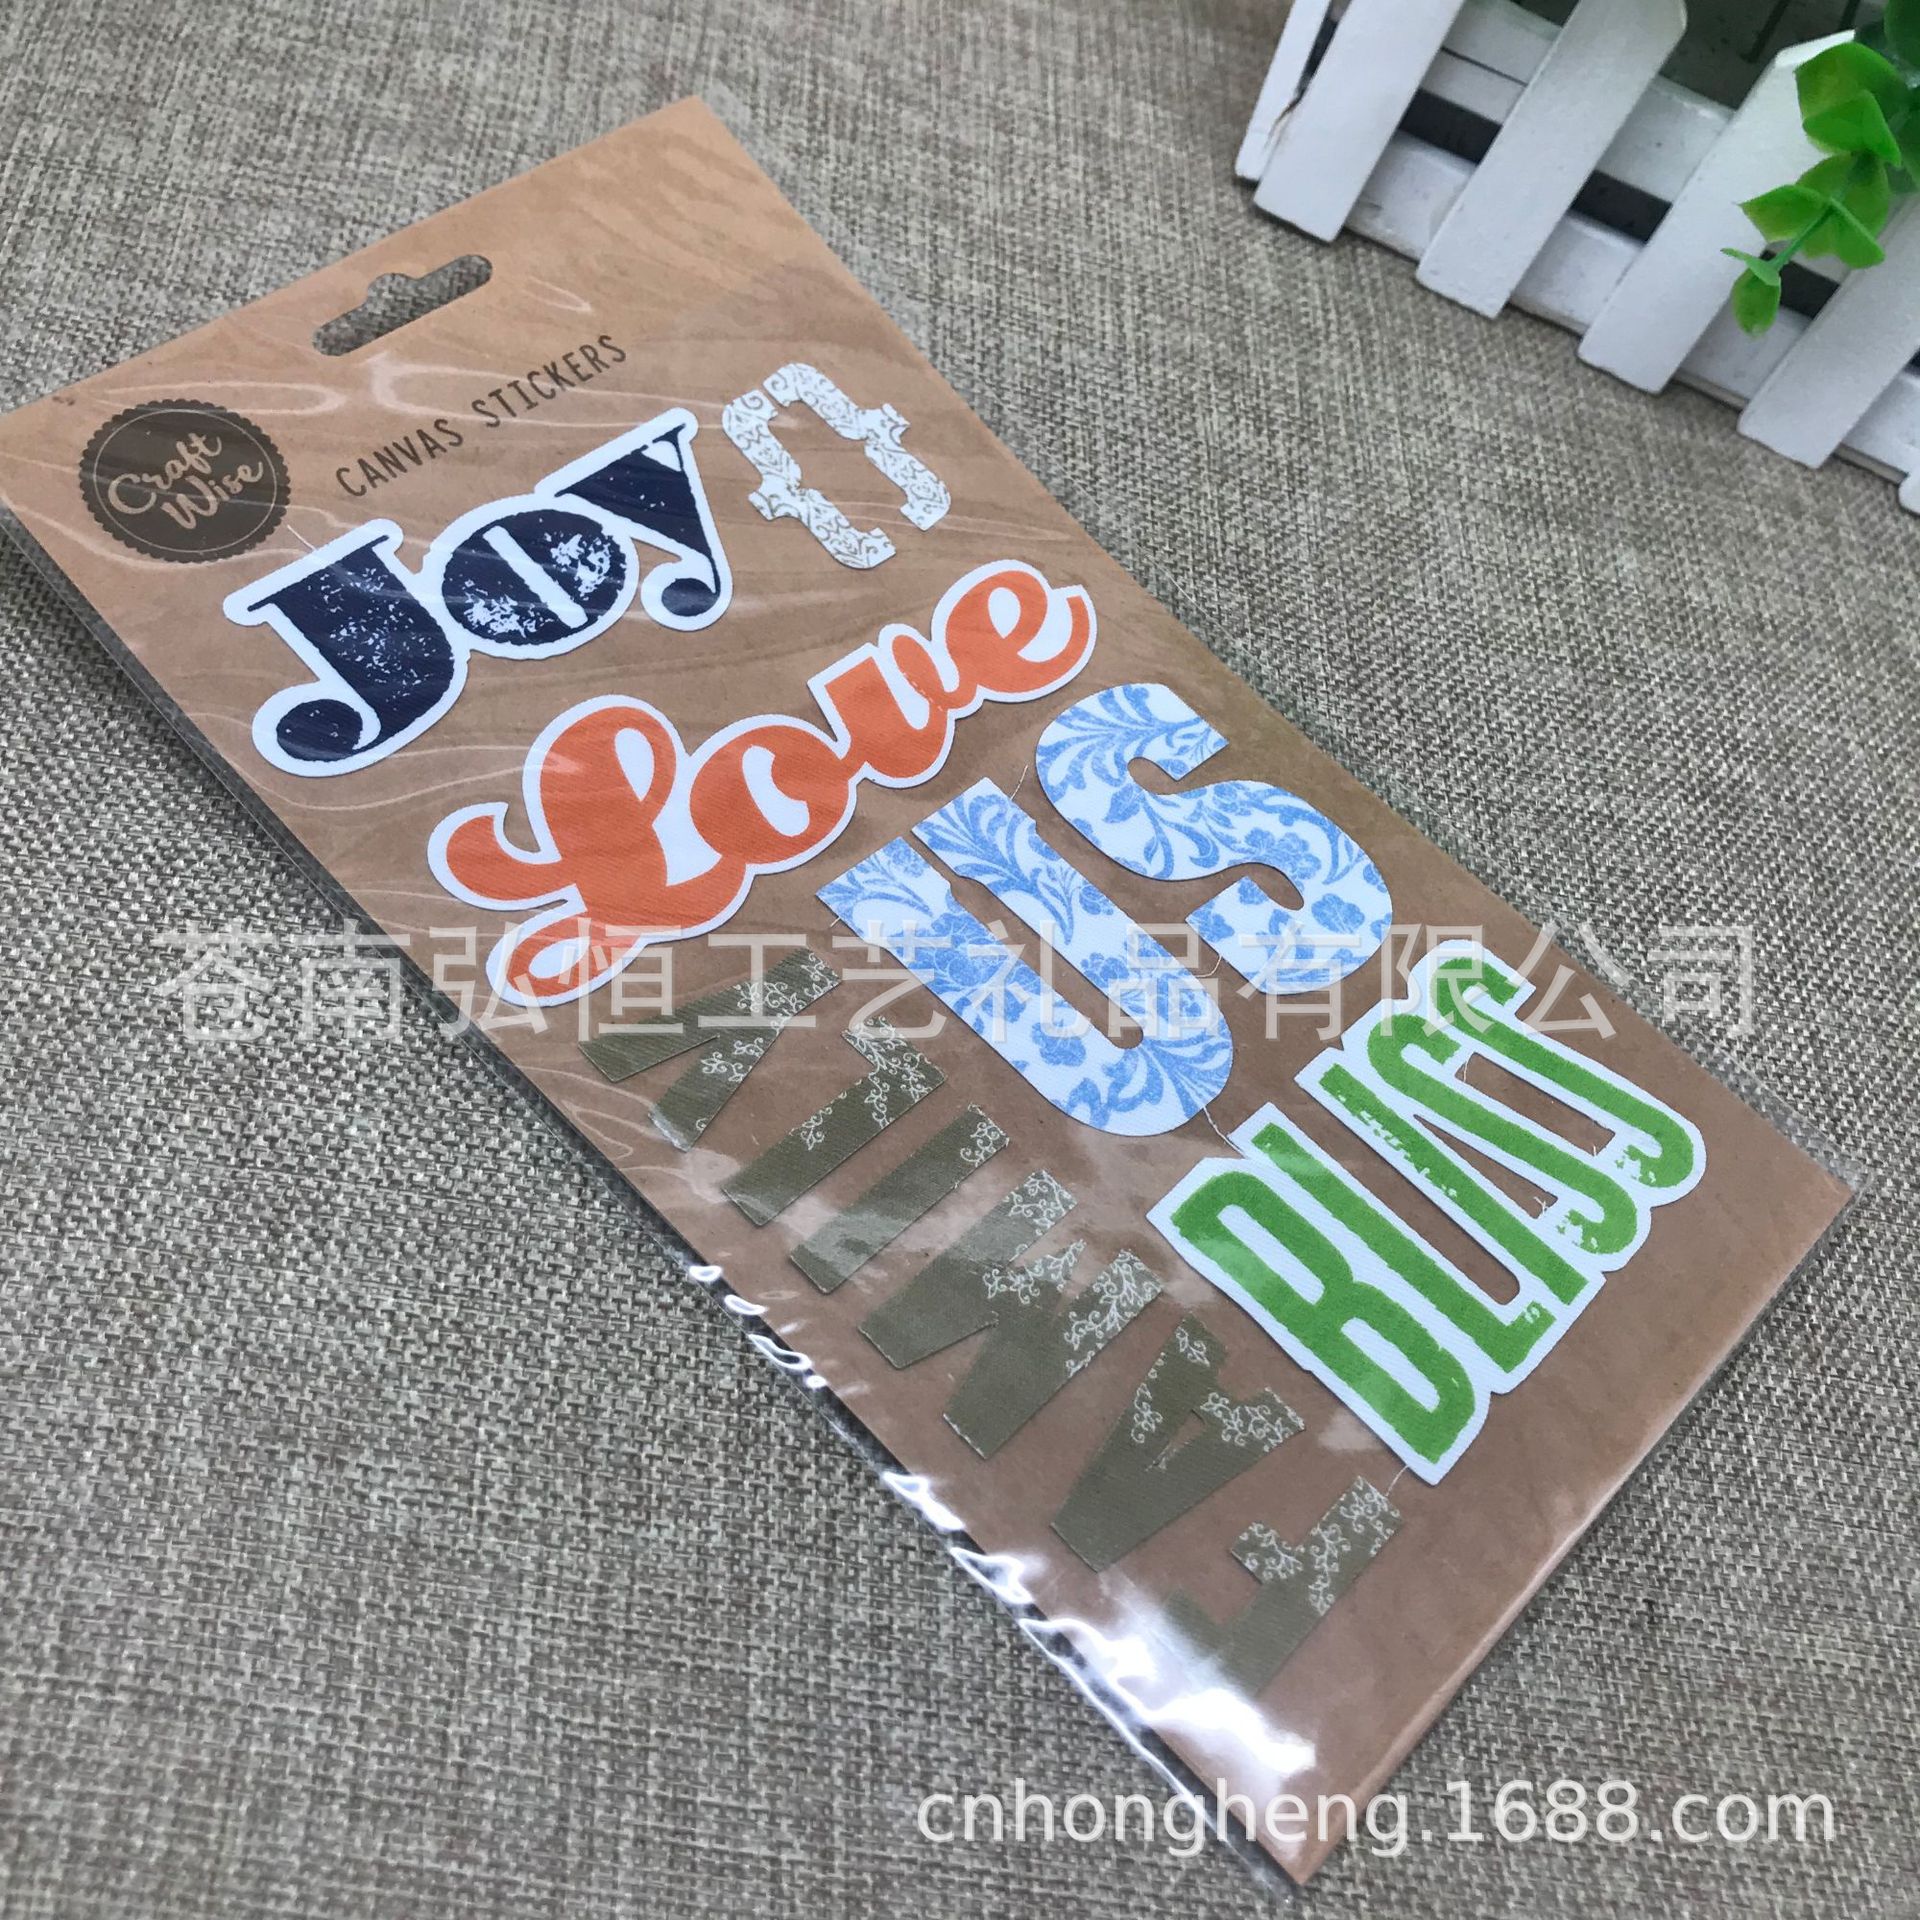 Craft
Wise
CANVAS STICKERS
Joy
{}
Love
US
FAMILY
BLAST
苍南弘恒工艺礼品有限公司
cnhongheng.1688.com